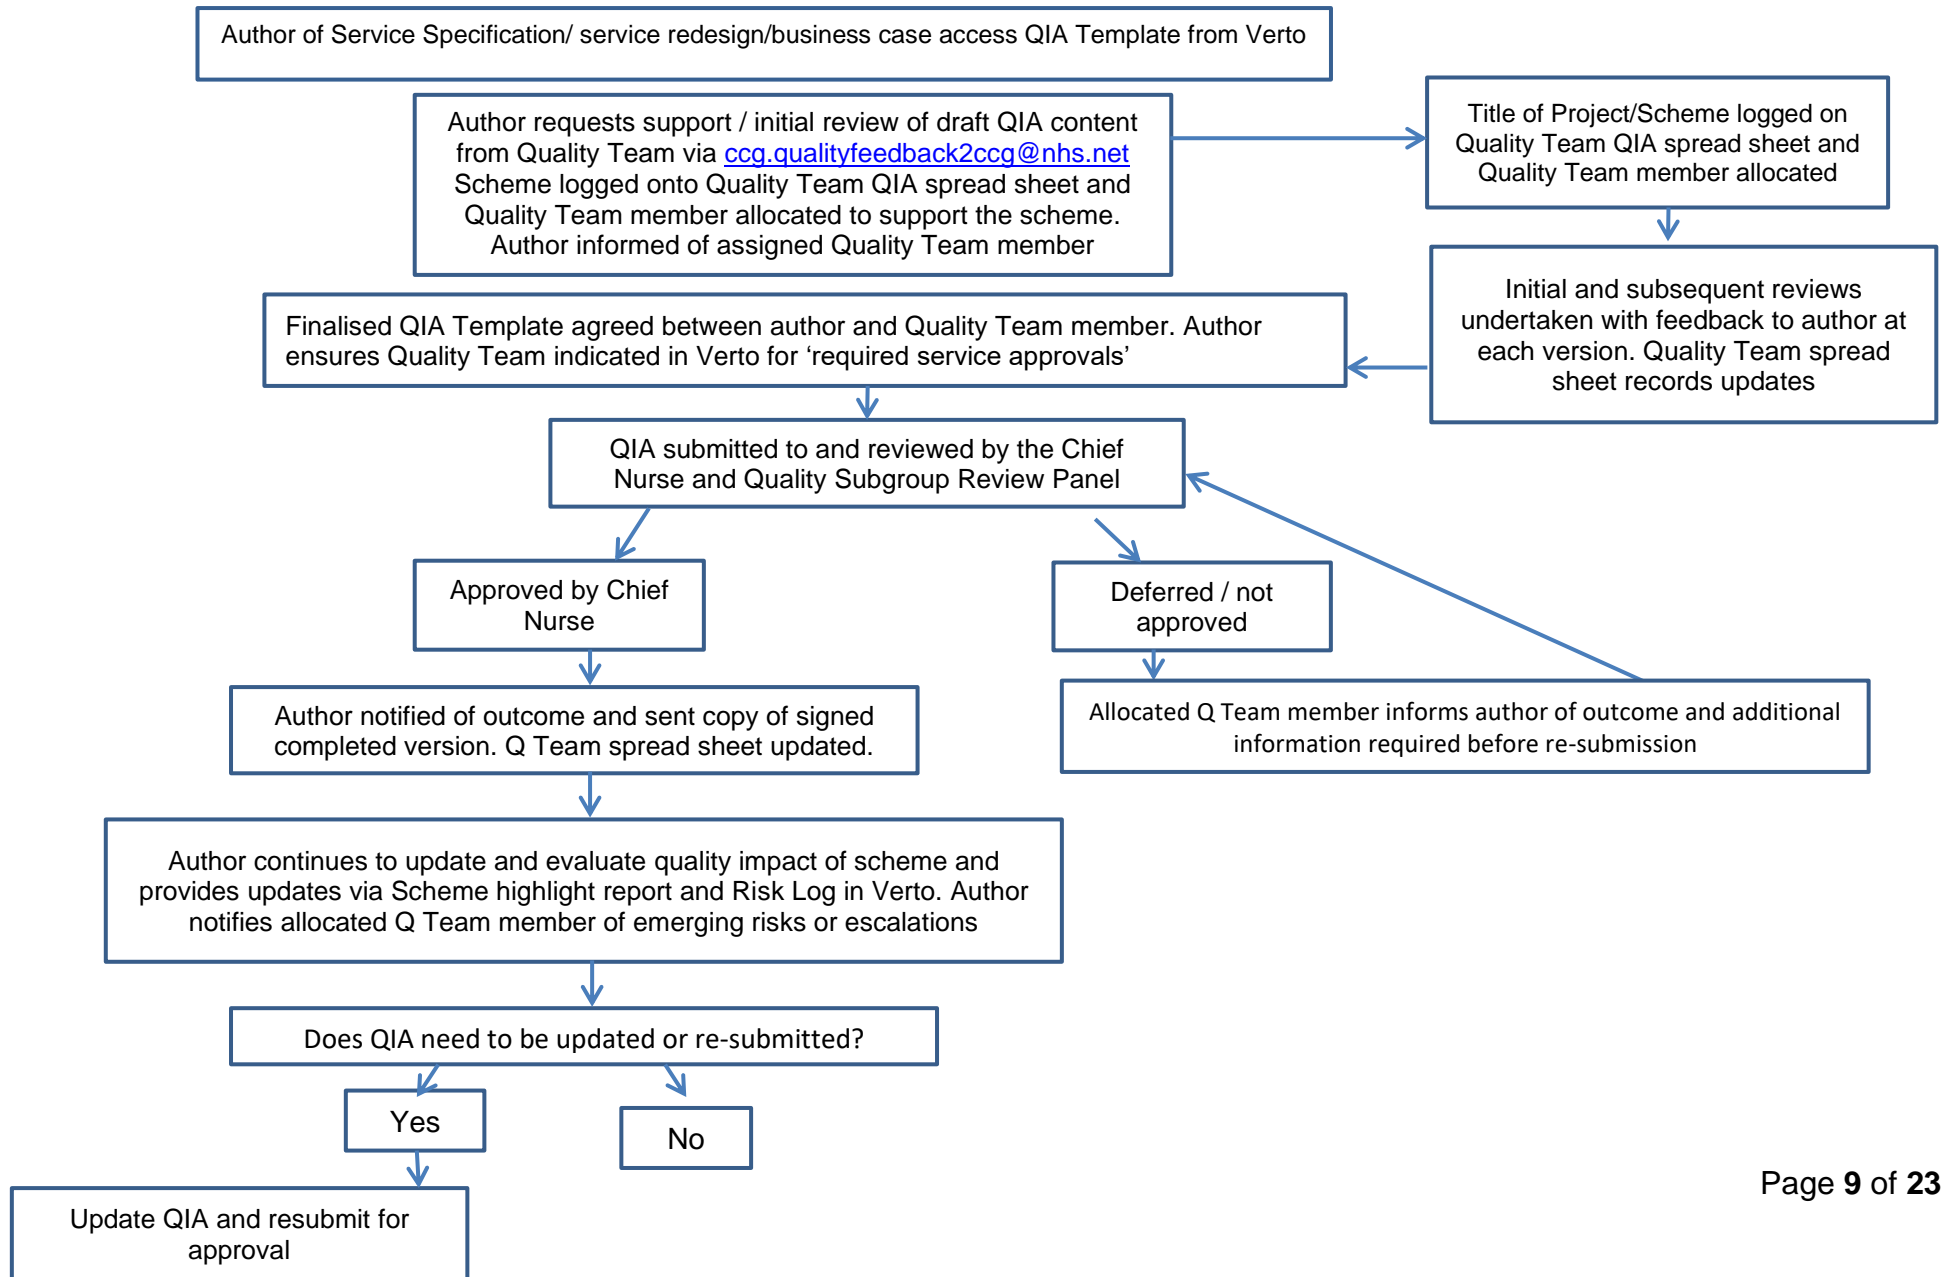 Author of Service Specification/ service redesign/business case access QIA Template from Verto
Author requests support / initial review of draft QIA content
from Quality Team via ccg.qualityfeedback2ccg@nhs.net
Scheme logged onto Quality Team QIA spread sheet and
Quality Team member allocated to support the scheme.
Author informed of assigned Quality Team member
Title of Project/Scheme logged on
Quality Team QIA spread sheet and
Quality Team member allocated
Initial and subsequent reviews
undertaken with feedback to author at
each version. Quality Team spread
sheet records updates
Finalised QIA Template agreed between author and Quality Team member. Author
ensures Quality Team indicated in Verto for ‘required service approvals’
QIA submitted to and reviewed by the Chief
Nurse and Quality Subgroup Review Panel
Approved by Chief
Nurse
Deferred / not
approved
Author notified of outcome and sent copy of signed
completed version. Q Team spread sheet updated.
Allocated Q Team member informs author of outcome and additional
information required before re-submission
Author continues to update and evaluate quality impact of scheme and
provides updates via Scheme highlight report and Risk Log in Verto. Author
notifies allocated Q Team member of emerging risks or escalations
Does QIA need to be updated or re-submitted?
Yes
No
Update QIA and resubmit for
approval
Page 9 of 23